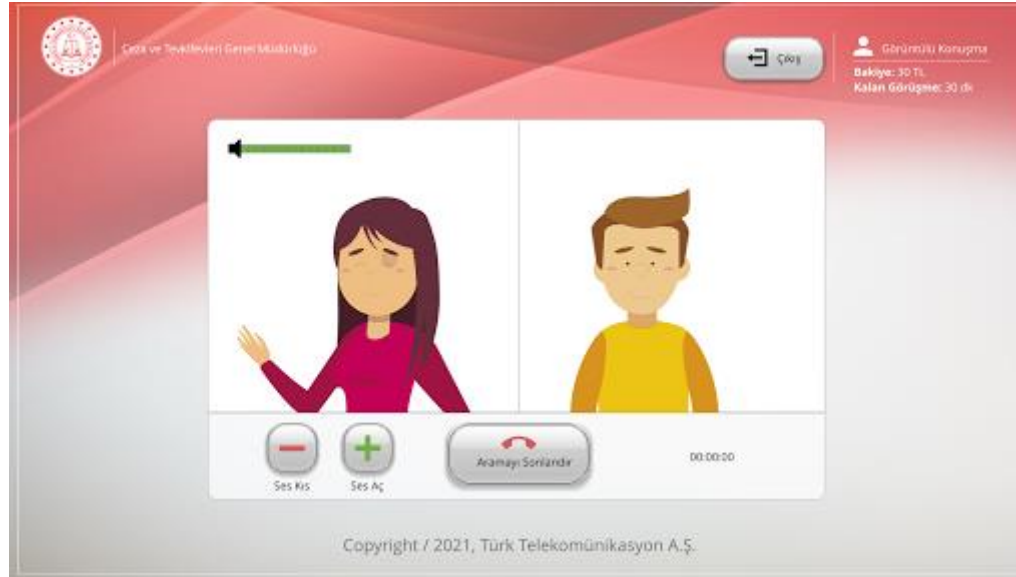 Ceza ve Tevkifevleri Genel Müdürlüğü
Çıkış
Görüntülü Konuşma
Bakiye: 30 TL
Kalan Görüşme: 30 dk
Aramayı Sonlandır
00:00:00
Ses Kıs
Ses Aç
Copyright / 2021, Türk Telekomünikasyon A.Ş.